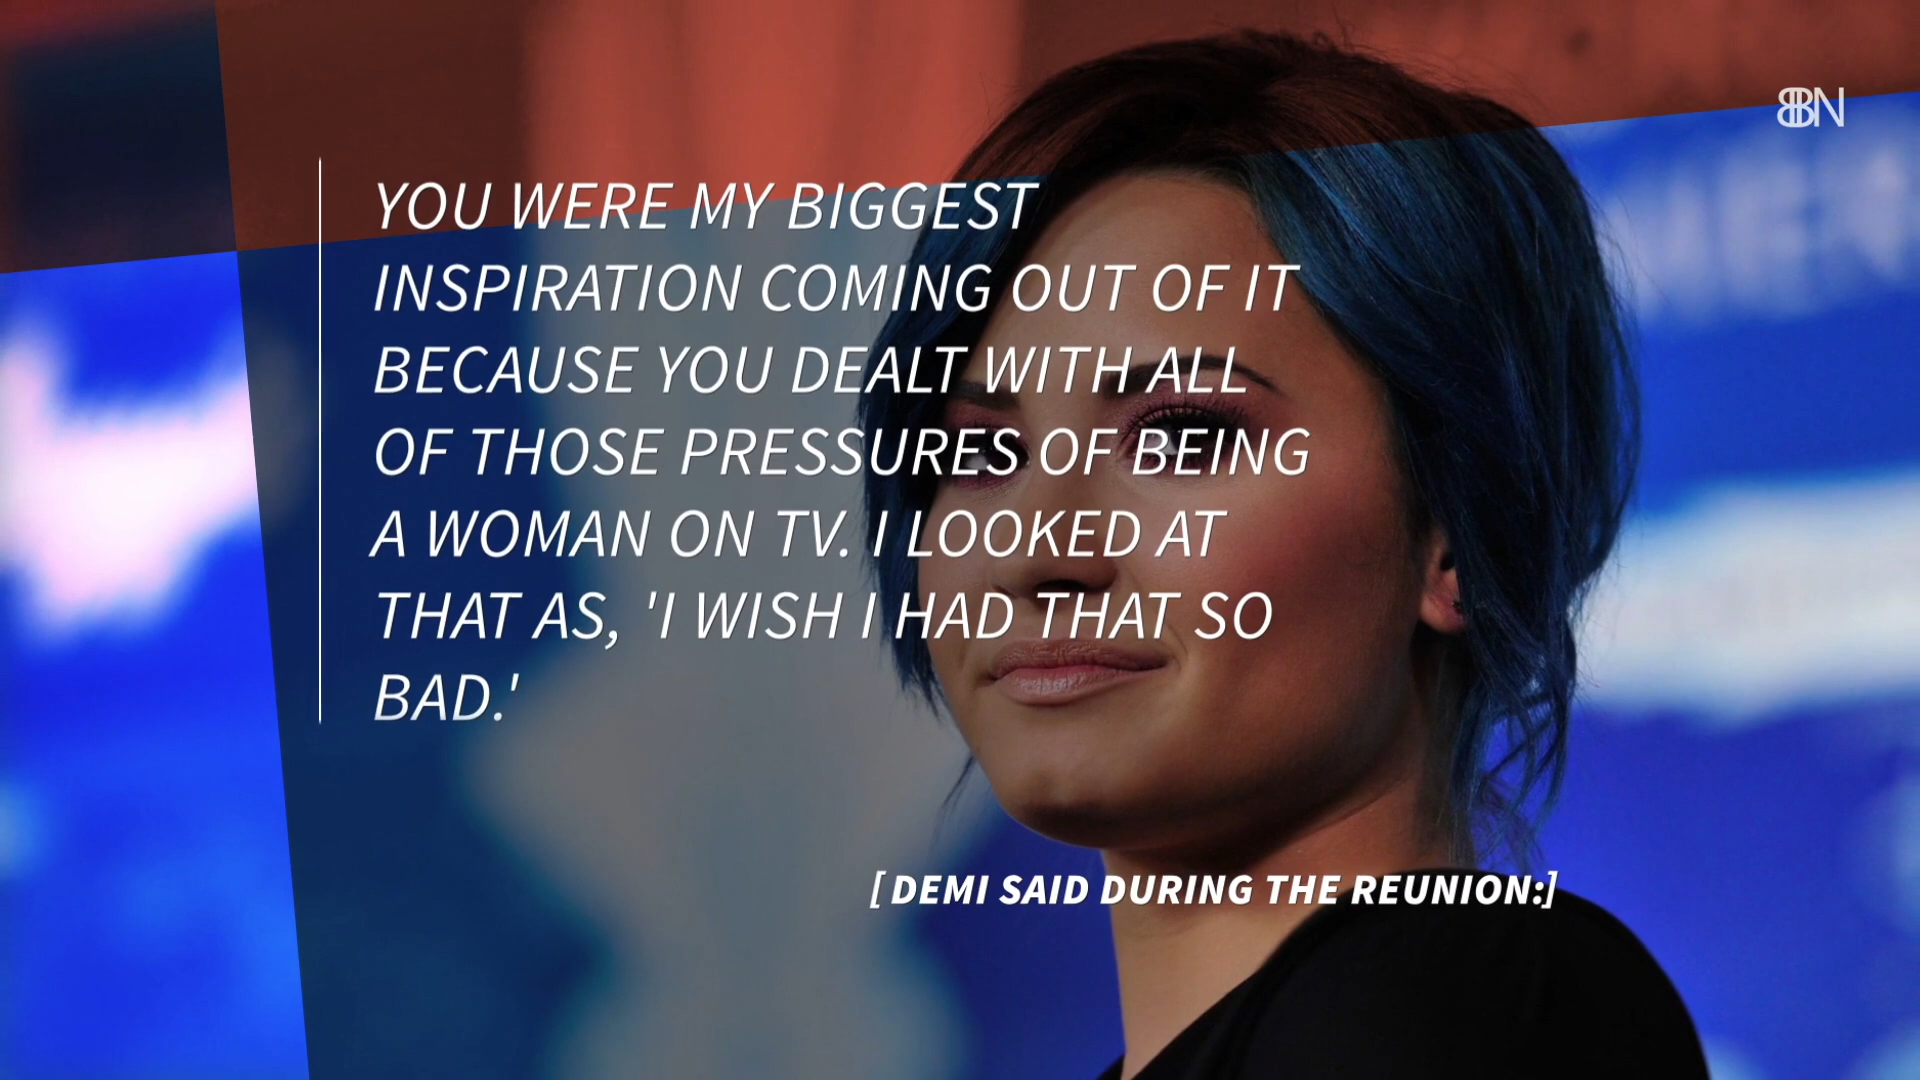 BBN
YOU WERE MY BIGGEST
INSPIRATION COMING OUT OF IT
BECAUSE YOU DEALT WITH ALL
OF THOSE PRESSURES OF BEING
A WOMAN ON TV. I LOOKED AT
THAT AS, 'I WISH I HAD THAT SO
BAD.'
[ DEMI SAID DURING THE REUNION:]